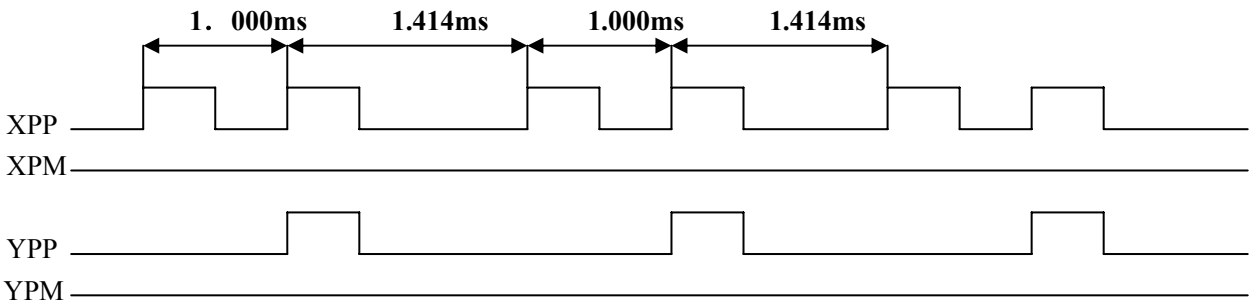 1． 000ms 1.414ms 1.000ms 1.414ms
XPP
XPM
YPP
YPM